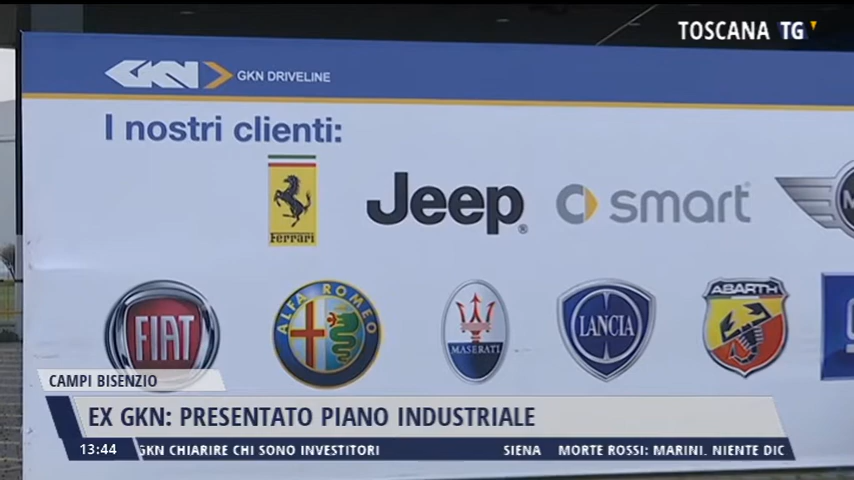 TOSCANA TG
GKN GKN DRIVELINE
I nostri clienti:
Ferrari
Jeep
smart
FIAT
ALFA ROMEO
MASERATI
LANCIA
ABARTH
CAMPI BISENZIO
EX GKN: PRESENTATO PIANO INDUSTRIALE
13:44 GKN CHIARIRE CHI SONO INVESTITORI SIENA MORTE ROSSI: MARINI. NIENTE DIC